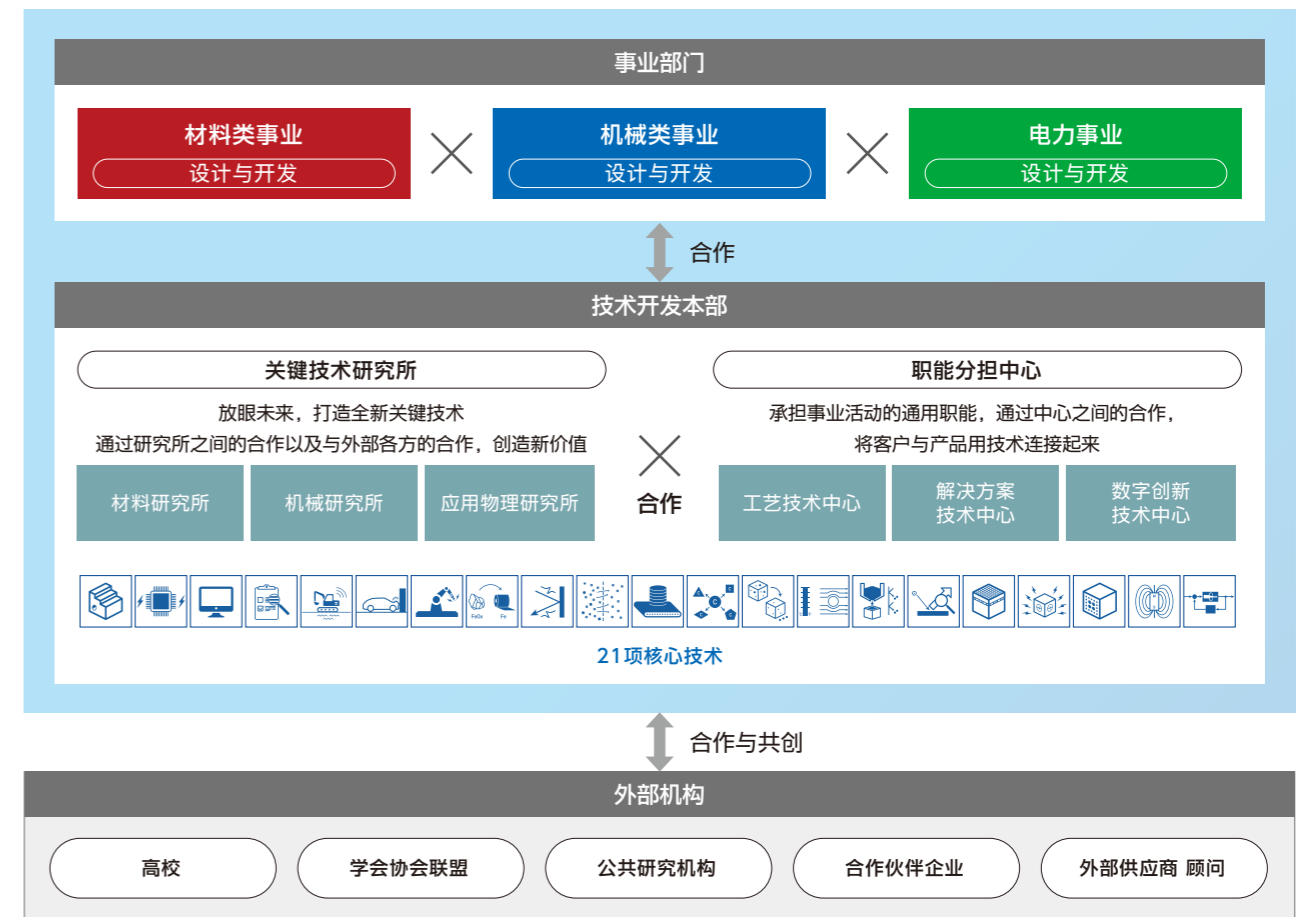 事业部门
材料类事业
设计与开发
机械类事业
设计与开发
电力事业
设计与开发
合作
技术开发本部
关键技术研究所
放眼未来，打造全新关键技术
通过研究所之间的合作以及与外部各方的合作，创造新价值
材料研究所
机械研究所
应用物理研究所
合作
职能分担中心
承担事业活动的通用职能，通过中心之间的合作，
将客户与产品用技术连接起来
工艺技术中心
解决方案
技术中心
数字创新
技术中心
FeOx
Fe
21项核心技术
合作与共创
外部机构
高校
学会协会联盟
公共研究机构
合作伙伴企业
外部供应商 顾问